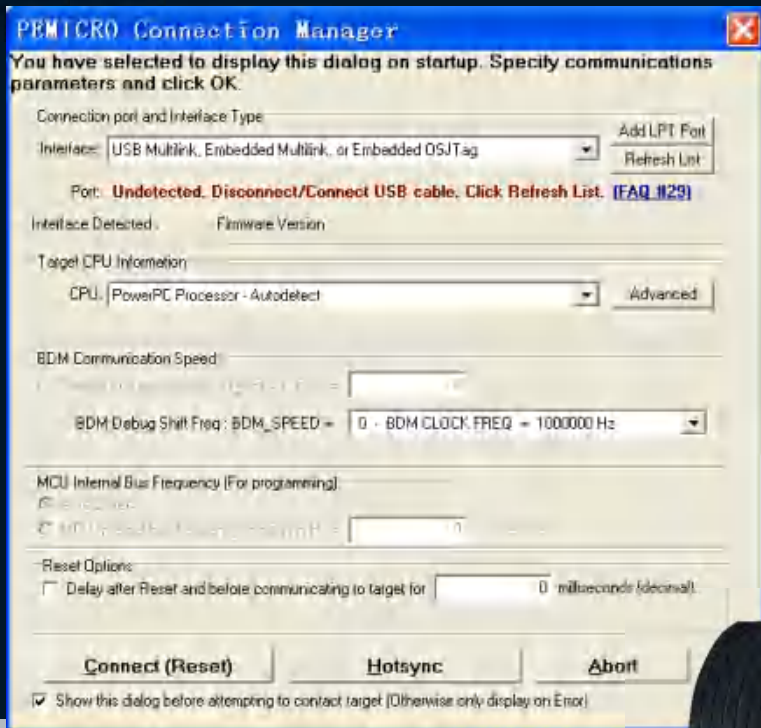 PEMICRO Connection Manager
You have selected to display this dialog on startup. Specify communications
parameters and click OK.
Connection port and Interface Type
Add LPT Port
Interface: USB Multilink, Embedded Multilink, or Embedded OSJTag
Refresh List
Port: Undetected. Disconnect/Connect USB cable. Click Refresh List. (FAQ #29)
Interface Detected : Firmware Version
Target CPU Information
CPU: PowerPC Processor - Autodetect Advanced
BDM Communication Speed
BDM Debug Shift Freq : BDM_SPEED = 0 - BDM CLOCK FREQ = 1000000 Hz
MCU Internal Bus Frequency (For programming)
Reset Options
Delay after Reset and before communicating to target for 0 milliseconds (decimal).
Connect (Reset) Hotsync Abort
Show this dialog before attempting to contact target (Otherwise only display on Error)